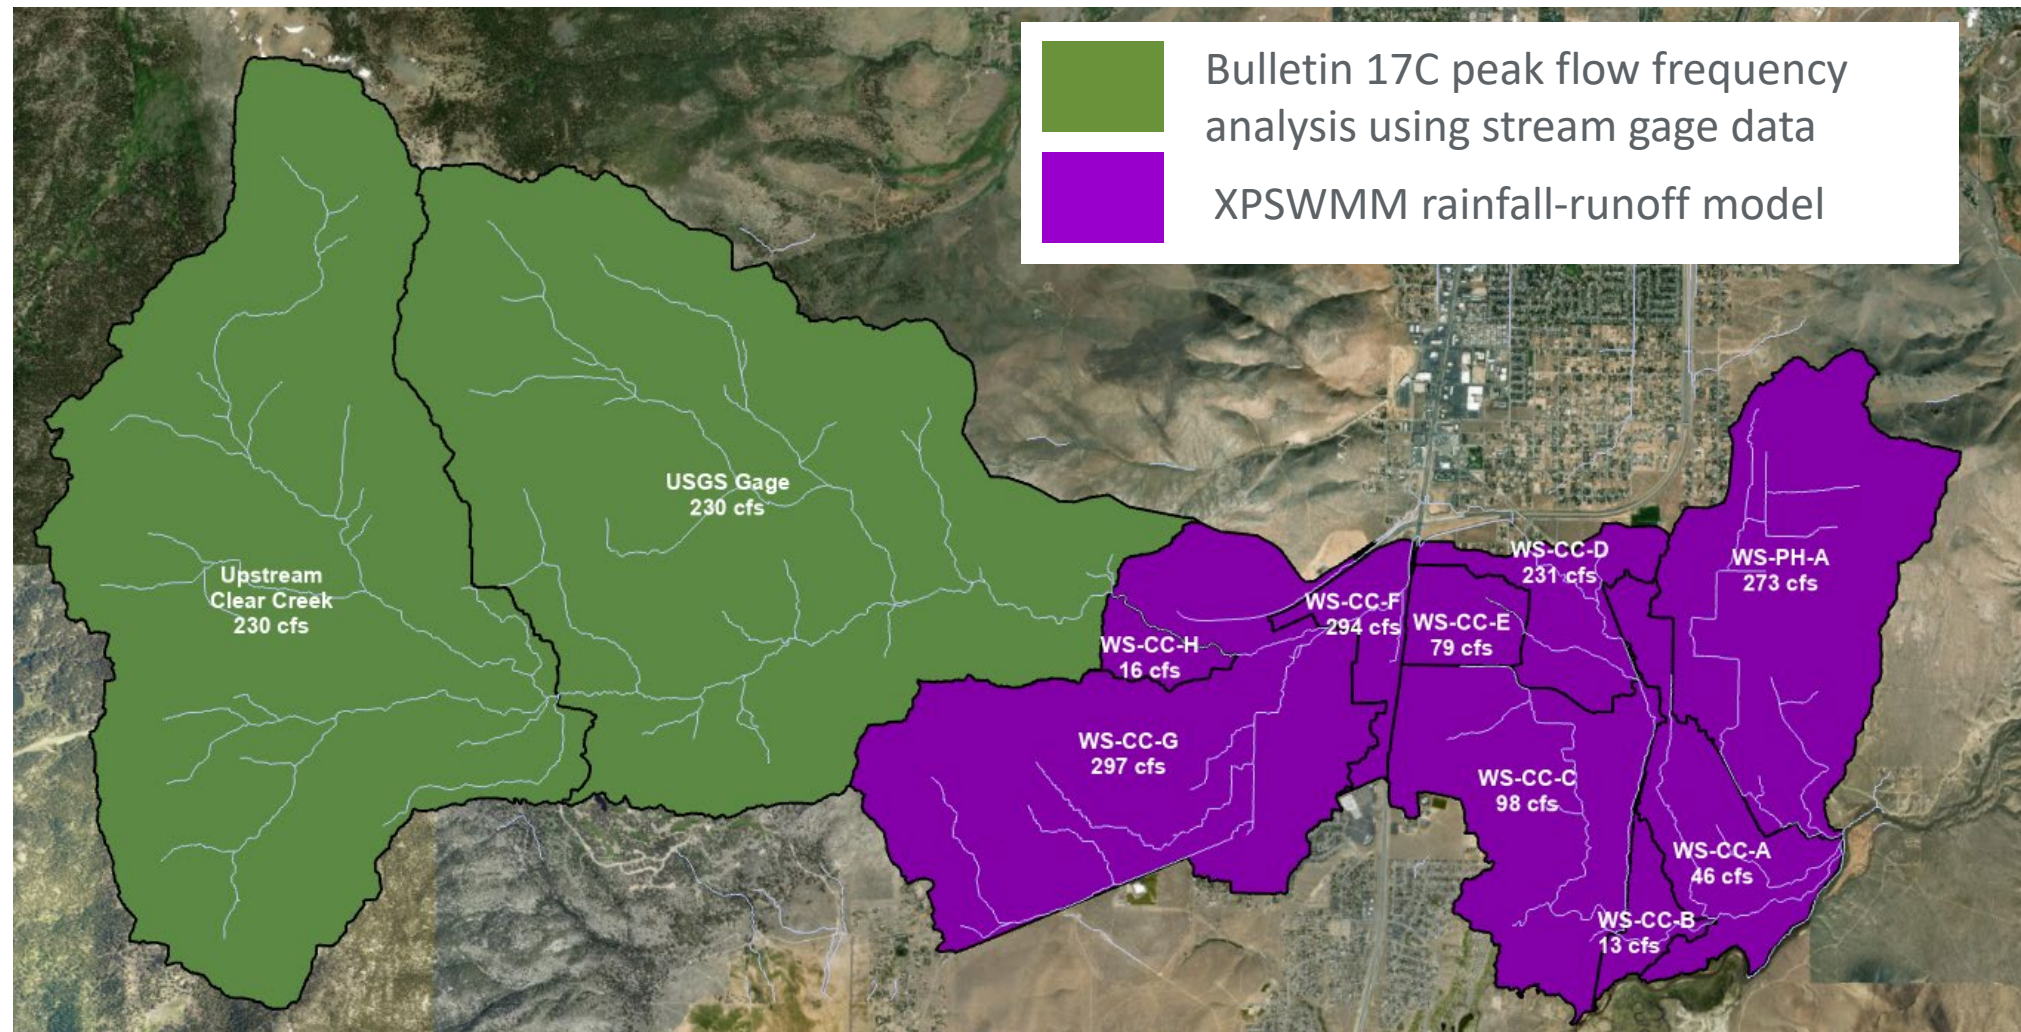 Bulletin 17C peak flow frequency
analysis using stream gage data
XPSWMM rainfall-runoff model
USGS Gage
230 cfs
Upstream
Clear Creek
230 cfs
WS-CC-D
231 cfs
WS-PH-A
273 cfs
WS-CC-F
294 cfs
WS-CC-E
79 cfs
WS-CC-H
16 cfs
WS-CC-G
297 cfs
WS-CC-C
98 cfs
WS-CC-A
46 cfs
WS-CC-B
13 cfs